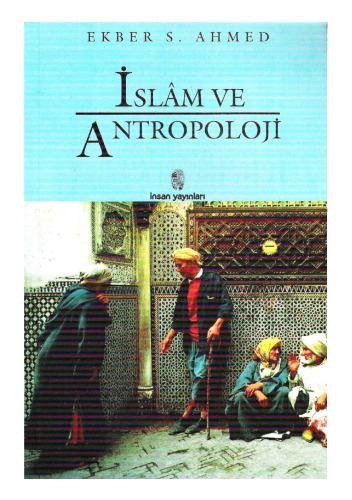 EKBER S. AHMED
İSLÂM VE
ANTROPOLOJİ
insan yayınları